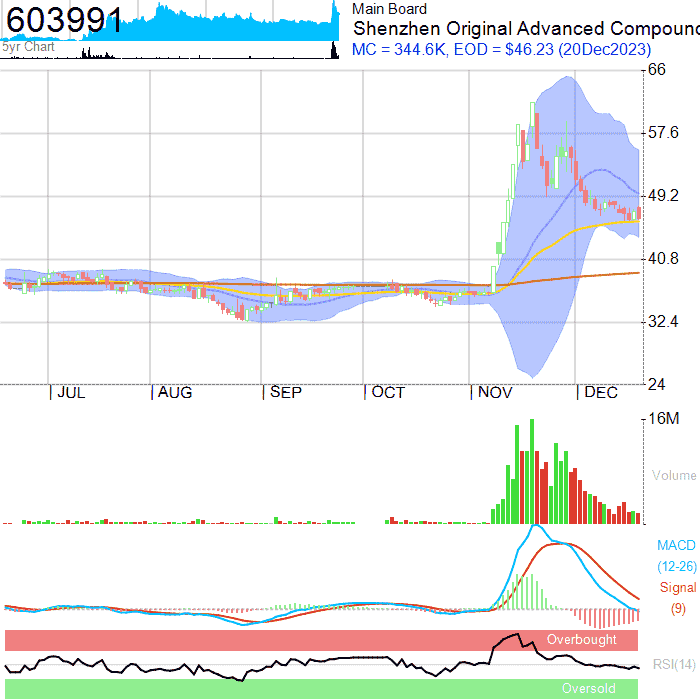 603991
5yr Chart
Main Board
Shenzhen Original Advanced Compound
MC = 344.6K, EOD = $46.23 (20Dec2023)
66
57.6
49.2
40.8
32.4
24
JUL AUG SEP OCT NOV DEC
16M
Volume
MACD
(12-26)
Signal
(9)
Overbought
RSI(14)
Oversold